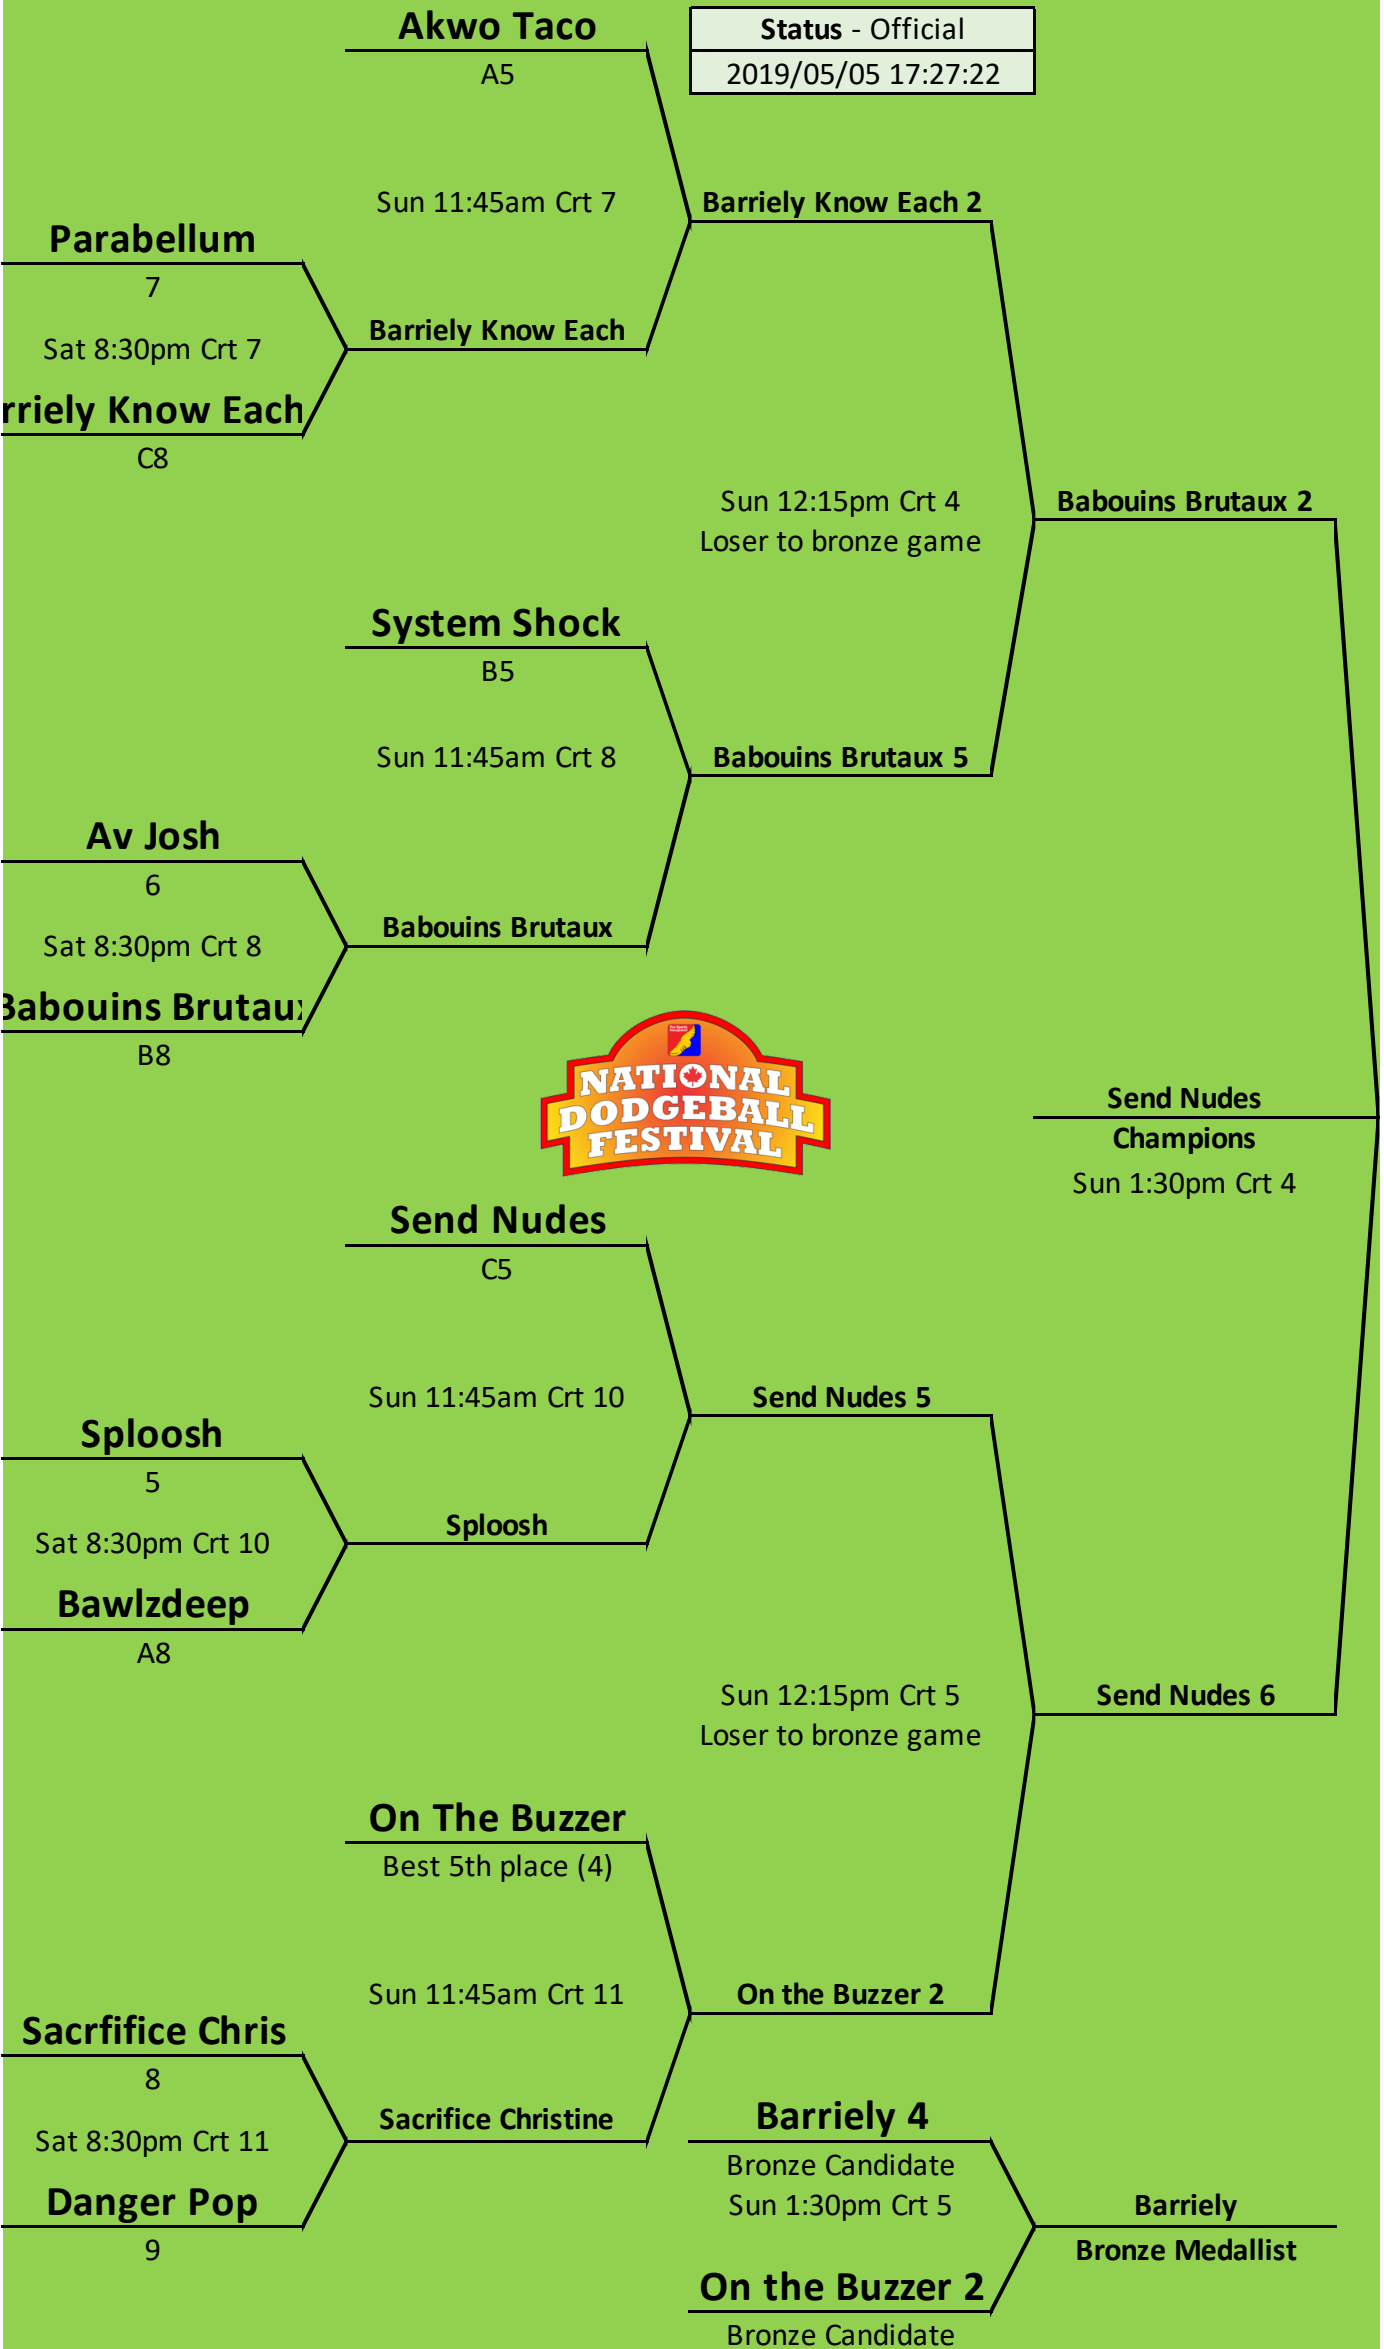 Akwo Taco
A5
Status - Official
2019/05/05 17:27:22
Sun 11:45am Crt 7
Barriely Know Each 2
Parabellum
7
Sat 8:30pm Crt 7
Barriely Know Each
rriely Know Each
C8
Sun 12:15pm Crt 4
Loser to bronze game
Babouins Brutaux 2
System Shock
B5
Sun 11:45am Crt 8
Babouins Brutaux 5
Av Josh
6
Sat 8:30pm Crt 8
Babouins Brutaux
Babouins Brutaux
B8
NATIONAL
DODGEBALL
FESTIVAL
Send Nudes
Champions
Sun 1:30pm Crt 4
Send Nudes
C5
Sun 11:45am Crt 10
Send Nudes 5
Sploosh
5
Sat 8:30pm Crt 10
Sploosh
Bawlzdeep
A8
Sun 12:15pm Crt 5
Loser to bronze game
Send Nudes 6
On The Buzzer
Best 5th place (4)
Sun 11:45am Crt 11
On the Buzzer 2
Sacrfifice Chris
8
Sat 8:30pm Crt 11
Sacrifice Christine
Danger Pop
9
Barriely 4
Bronze Candidate
Sun 1:30pm Crt 5
Barriely
Bronze Medallist
On the Buzzer 2
Bronze Candidate